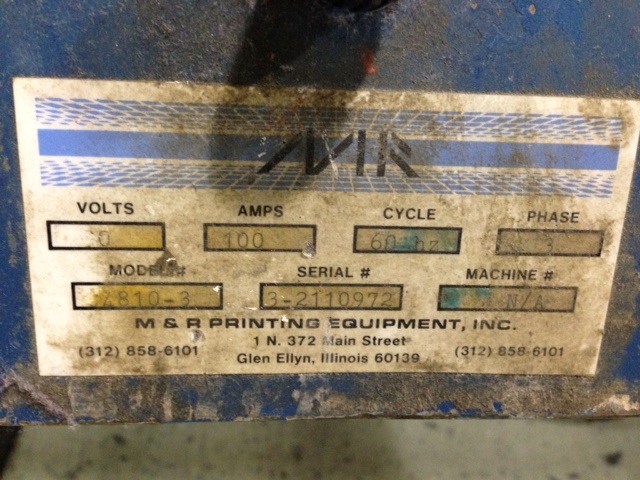 M&R
VOLTS AMPS CYCLE PHASE
0 100 60 hz 3
MODEL # SERIAL # MACHINE #
3-2110972 N/A
M & R PRINTING EQUIPMENT, INC.
(312) 858-6101 1 N. 372 Main Street (312) 858-6101
Glen Ellyn, Illinois 60139